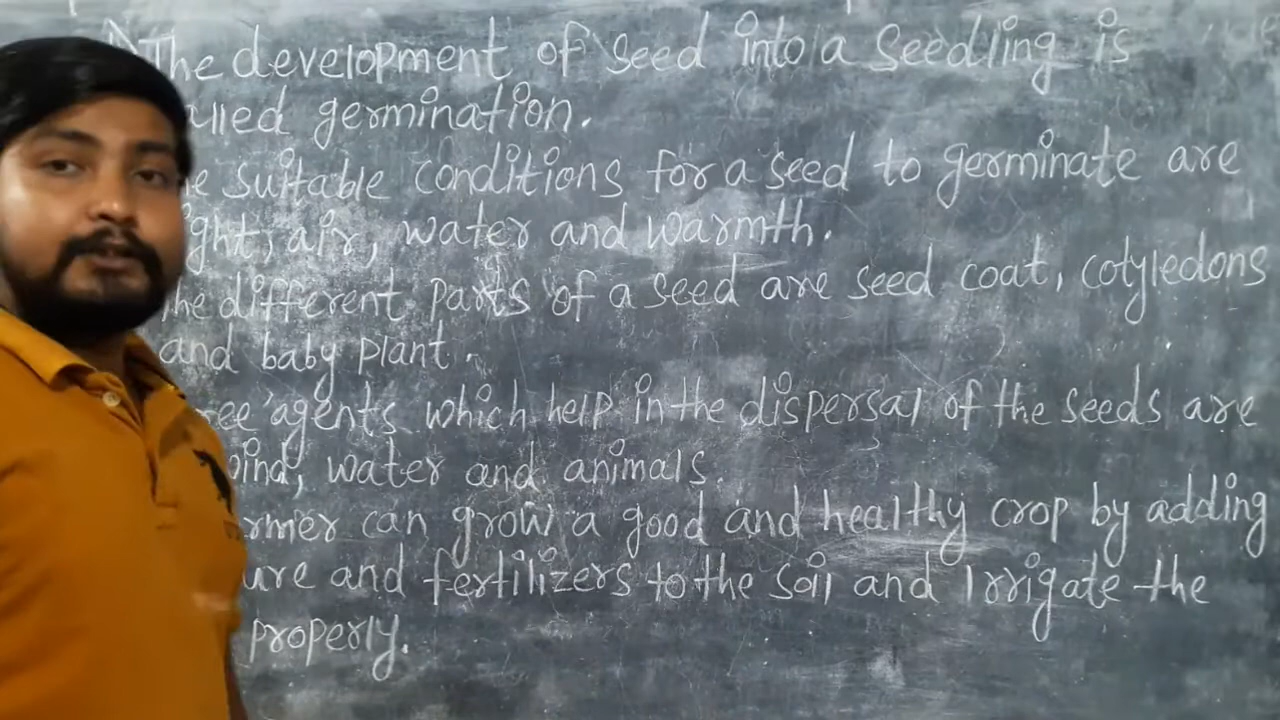 The development of seed into a seedling is
called germination.
suitable conditions for a seed to germinate are
light, air, water and warmth.
The different parts of a seed are seed coat, cotyledons
and baby plant.
agents which help in the dispersal of the seeds are
wind, water and animals.
can grow a good and healthy crop by adding
and fertilizers to the soil and Irrigate the
properly.